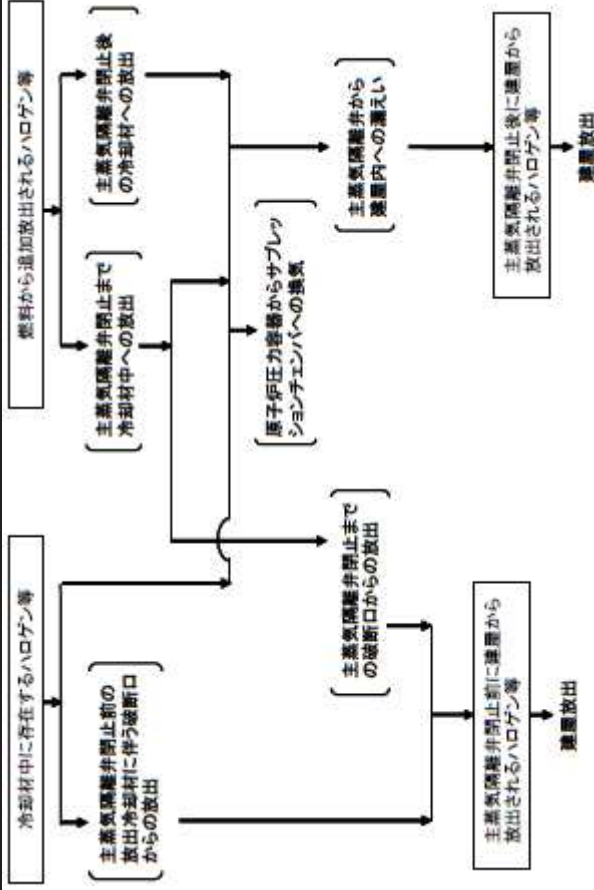 冷却材中に存在するハロゲン等
燃料から追加放出されるハロゲン等
主蒸気隔離弁閉止前の
放出冷却材に伴う破断口
からの放出
主蒸気隔離弁閉止まで
冷却材中への放出
主蒸気隔離弁閉止後
の冷却材への放出
主蒸気隔離弁閉止まで
の破断口からの放出
原子炉圧力容器からサプレッ
ションチェンバへの換気
主蒸気隔離弁から
建屋内への漏えい
主蒸気隔離弁閉止前に建屋から
放出されるハロゲン等
主蒸気隔離弁閉止後に建屋から
放出されるハロゲン等
建屋放出
建屋放出